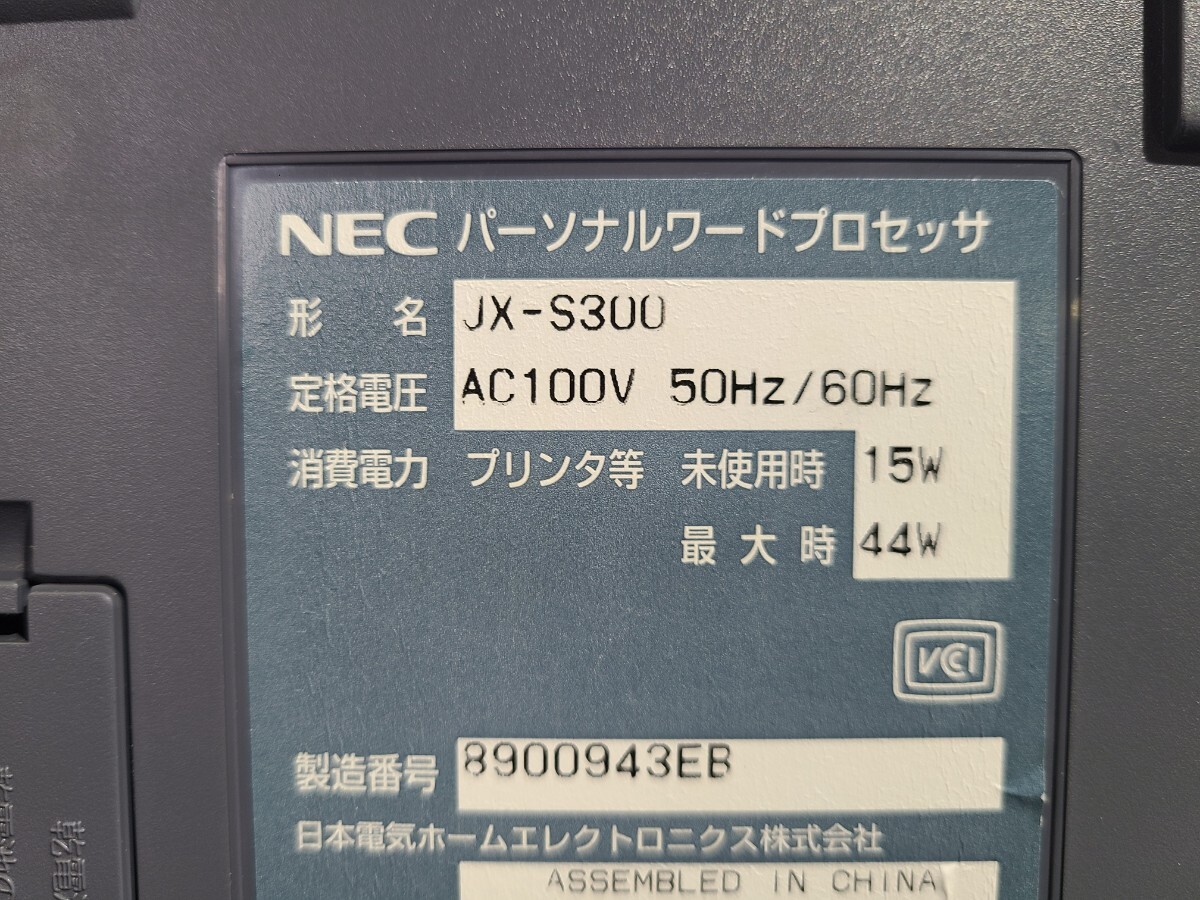 NEC パーソナルワードプロセッサ
形 名 JX-S300
定格電圧 AC100V 50Hz/60Hz
消費電力 プリンタ等 未使用時 15W
最大時 44W
VCCI
製造番号 8900943EB
日本電気ホームエレクトロニクス株式会社
ASSEMBLED IN CHINA